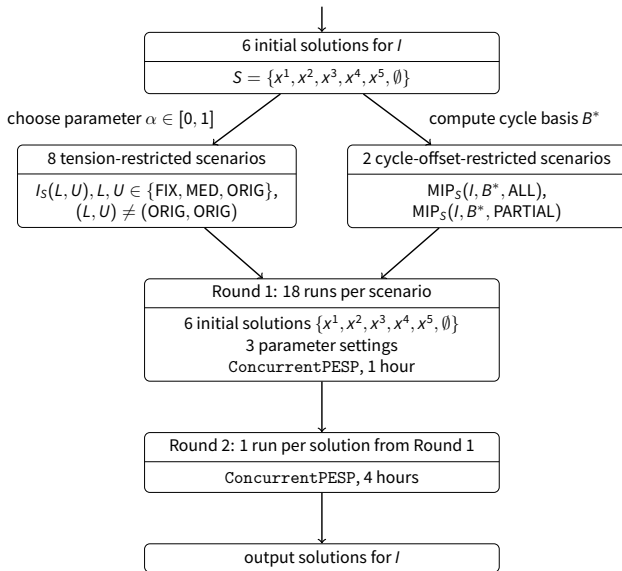 6 initial solutions for I
S = {x¹, x², x³, x⁴, x⁵, ∅}
choose parameter α ∈ [0, 1]
compute cycle basis B*
8 tension-restricted scenarios
I_S(L, U), L, U ∈ {FIX, MED, ORIG},
(L, U) ≠ (ORIG, ORIG)
2 cycle-offset-restricted scenarios
MIP_S(I, B*, ALL),
MIP_S(I, B*, PARTIAL)
Round 1: 18 runs per scenario
6 initial solutions {x¹, x², x³, x⁴, x⁵, ∅}
3 parameter settings
ConcurrentPESP, 1 hour
Round 2: 1 run per solution from Round 1
ConcurrentPESP, 4 hours
output solutions for I